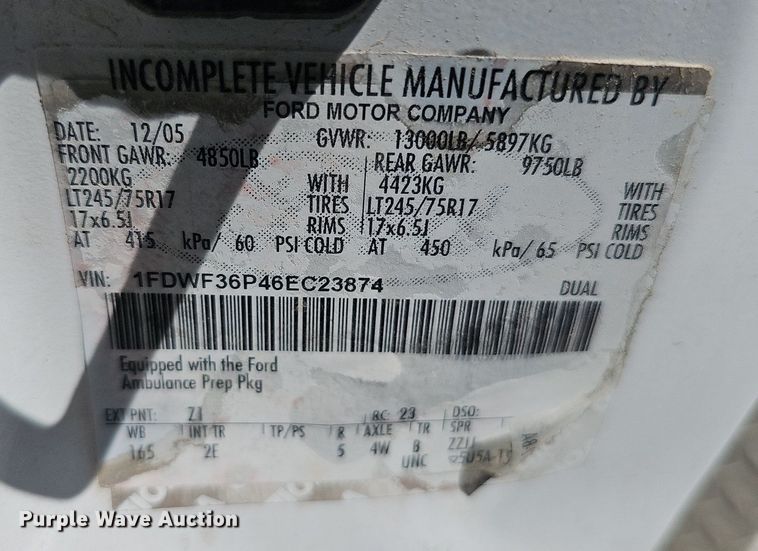 INCOMPLETE VEHICLE MANUFACTURED BY
FORD MOTOR COMPANY
DATE: 12/05 GVWR: 13000LB/ 5897KG
FRONT GAWR: 4850LB REAR GAWR: 9750LB
2200KG WITH 4423KG WITH
LT245/75R17 TIRES LT245/75R17 TIRES
17x6.5J RIMS 17x6.5J RIMS
AT 415 kPa/ 60 PSI COLD AT 450 kPa/ 65 PSI COLD
VIN: 1FDWF36P46EC23874 DUAL
Equipped with the Ford
Ambulance Prep Pkg
EXT PNT: Z1 RC: 23 DSO:
WB INT TR TP/PS R AXLE TR SPR
165 2E 5 4W B ZZJJ
UNC
Purple Wave Auction